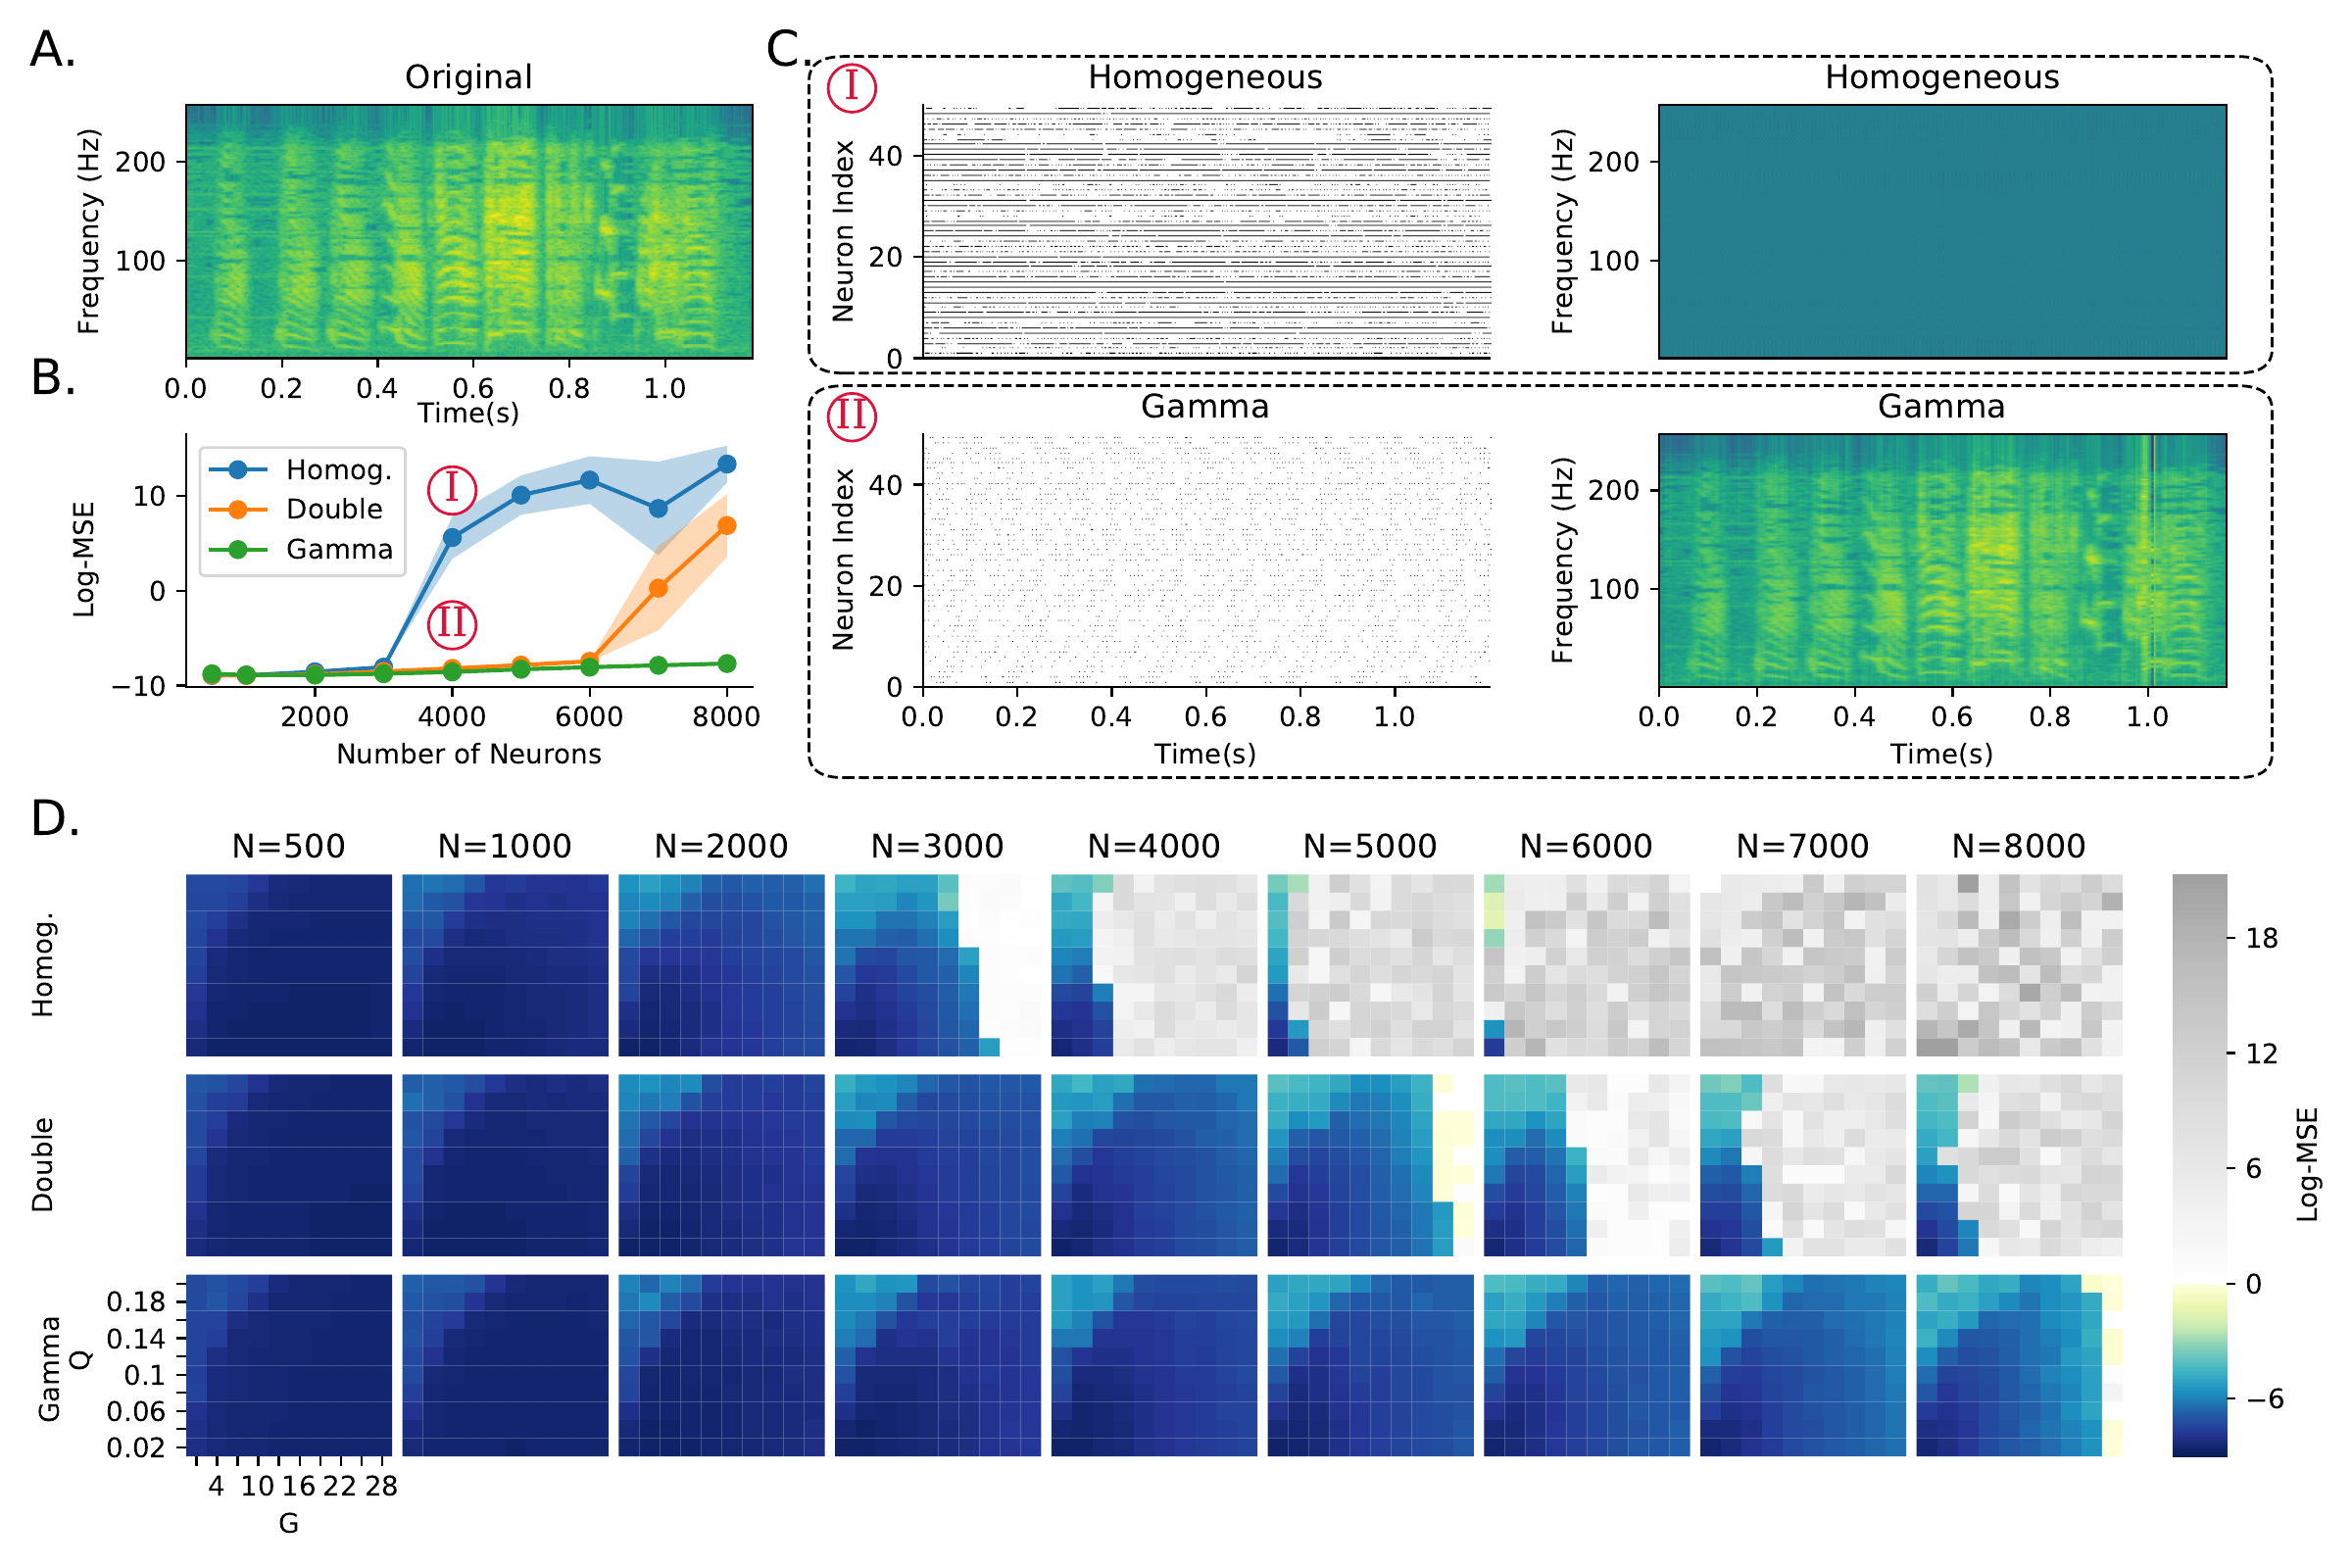 A.
Original
Frequency (Hz)
200
100
0.0 0.2 0.4 0.6 0.8 1.0
Time(s)
B.
Log-MSE
10
0
−10
Homog.
Double
Gamma
I
II
2000 4000 6000 8000
Number of Neurons
C.
I
Homogeneous
Neuron Index
40
20
0
Homogeneous
Frequency (Hz)
200
100
II
Gamma
Neuron Index
40
20
0
0.0 0.2 0.4 0.6 0.8 1.0
Time(s)
Gamma
Frequency (Hz)
200
100
0.0 0.2 0.4 0.6 0.8 1.0
Time(s)
D.
N=500 N=1000 N=2000 N=3000 N=4000 N=5000 N=6000 N=7000 N=8000
Homog.
Double
Gamma
Q
0.18
0.14
0.1
0.06
0.02
4 10 16 22 28
G
18
12
6
0
−6
Log-MSE